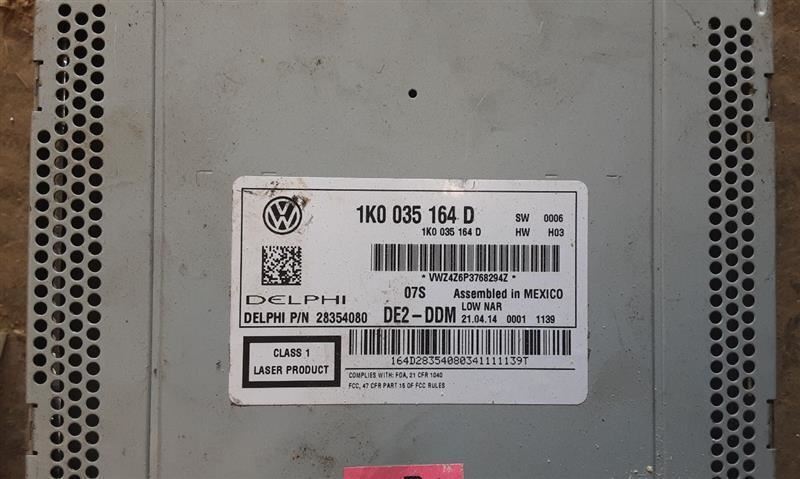 1K0 035 164 D SW 0006
1K0 035 164 D HW H03
* VWZ4Z6P3768294Z *
DELPHI 07S Assembled in MEXICO
LOW NAR
DELPHI P/N 28354080 DE2-DDM 21.04.14 0001 1139
CLASS 1
LASER PRODUCT
164D28354080341111139T
COMPLIES WITH: FDA, 21 CFR 1040
FCC, 47 CFR PART 15 OF FCC RULES